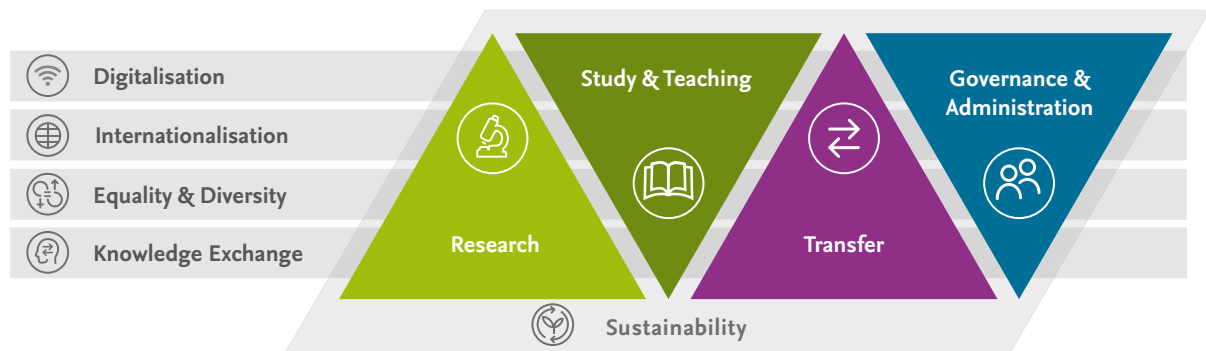 Digitalisation
Internationalisation
Equality & Diversity
Knowledge Exchange
Research
Study & Teaching
Transfer
Governance &
Administration
Sustainability